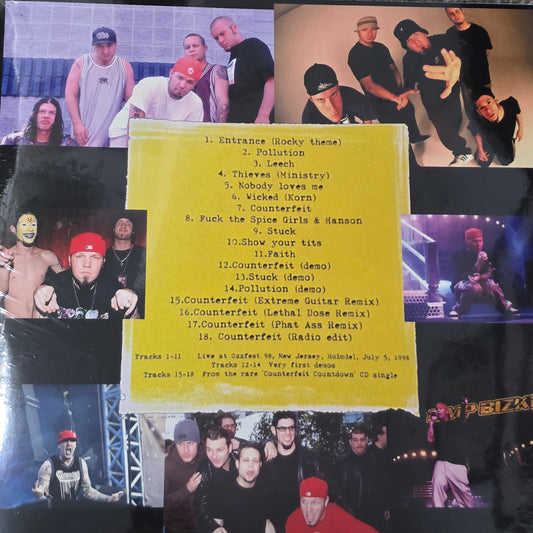 1. Entrance (Rocky theme)
2. Pollution
3. Leech
4. Thieves (Ministry)
5. Nobody loves me
6. Wicked (Korn)
7. Counterfeit
8. Fuck the Spice Girls & Hanson
9. Stuck
10.Show your tits
11.Faith
12.Counterfeit (demo)
13.Stuck (demo)
14.Pollution (demo)
15.Counterfeit (Extreme Guitar Remix)
16.Counterfeit (Lethal Dose Remix)
17.Counterfeit (Phat Ass Remix)
18. Counterfeit (Radio edit)
Tracks 1-11 Live at Ozzfest 98, New Jersey, Holmdel, July 5, 1998
Tracks 12-14 Very first demos
Tracks 15-18 From the rare 'Counterfeit Countdown' CD single